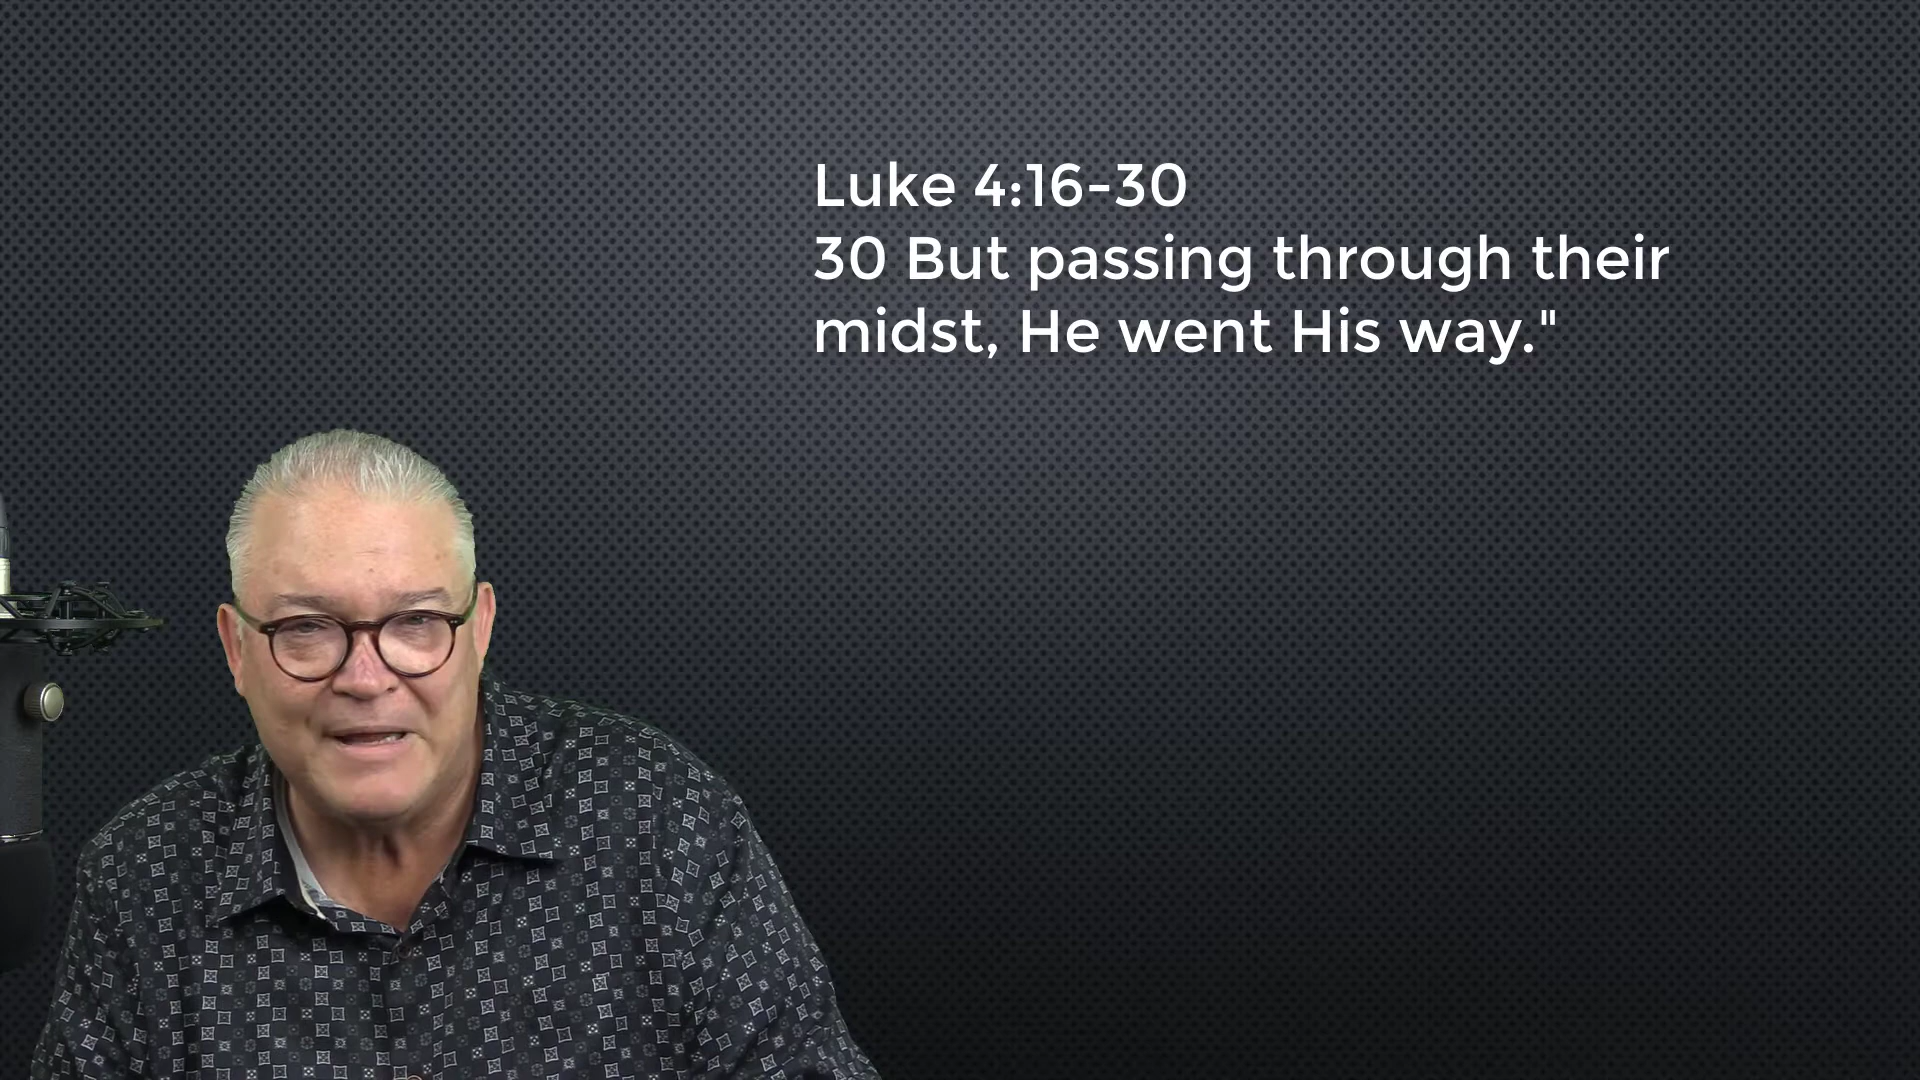 Luke 4:16-30
30 But passing through their
midst, He went His way."